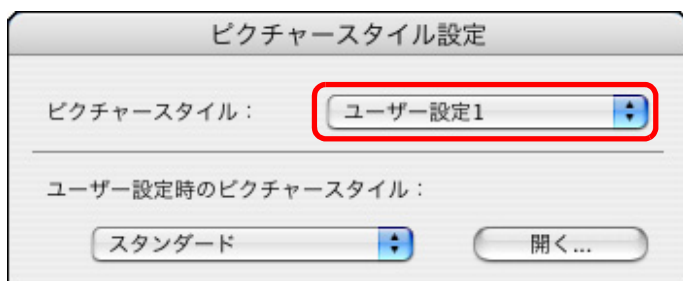 ピクチャースタイル設定
ピクチャースタイル： ユーザー設定1
ユーザー設定時のピクチャースタイル：
スタンダード 開く...